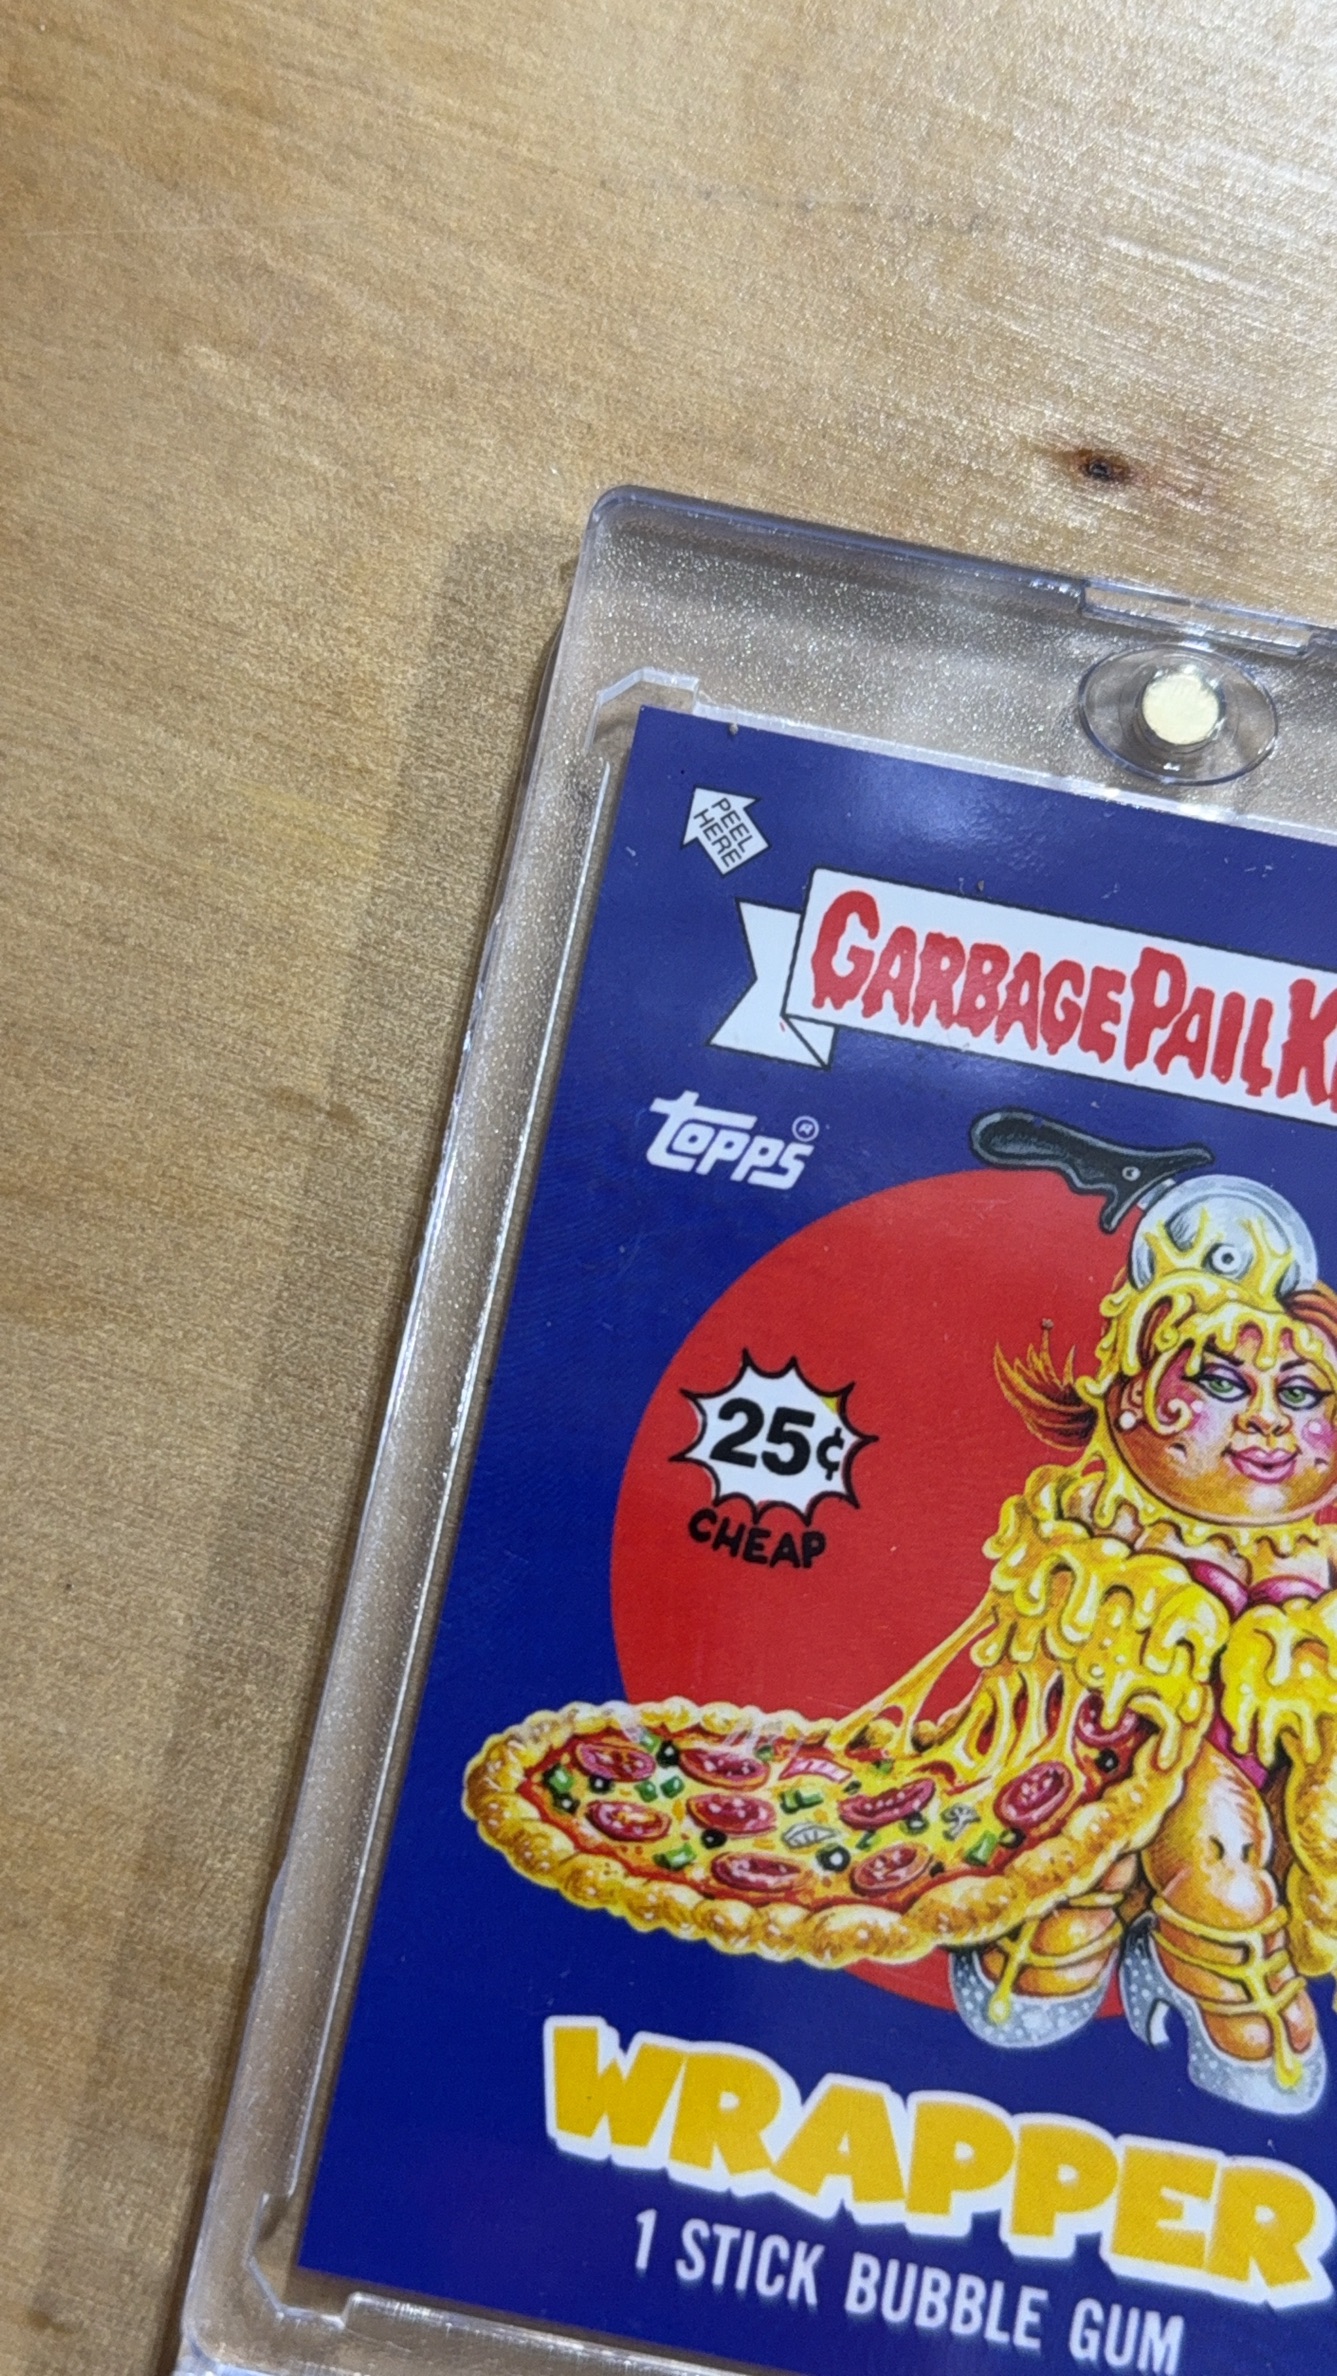 PEEL
HERE
GARBAGE PAIL K
TOPPS®
25¢
CHEAP
WRAPPER
1 STICK BUBBLE GUM